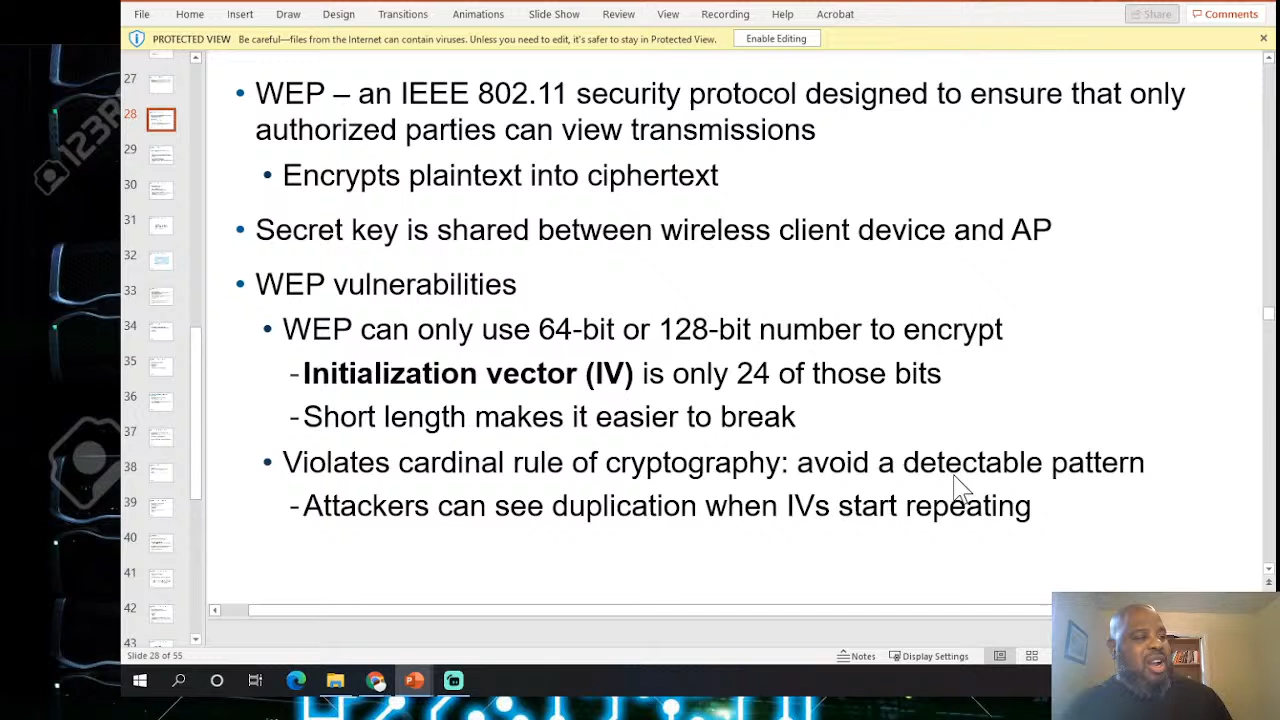 File Home Insert Draw Design Transitions Animations Slide Show Review View Recording Help Acrobat Share Comments
PROTECTED VIEW Be careful—files from the Internet can contain viruses. Unless you need to edit, it's safer to stay in Protected View. Enable Editing
27
28
29
30
31
32
33
34
35
36
37
38
39
40
41
42
43
• WEP – an IEEE 802.11 security protocol designed to ensure that only
authorized parties can view transmissions
• Encrypts plaintext into ciphertext
• Secret key is shared between wireless client device and AP
• WEP vulnerabilities
• WEP can only use 64-bit or 128-bit number to encrypt
- Initialization vector (IV) is only 24 of those bits
- Short length makes it easier to break
• Violates cardinal rule of cryptography: avoid a detectable pattern
- Attackers can see duplication when IVs start repeating
Slide 28 of 55 Notes Display Settings